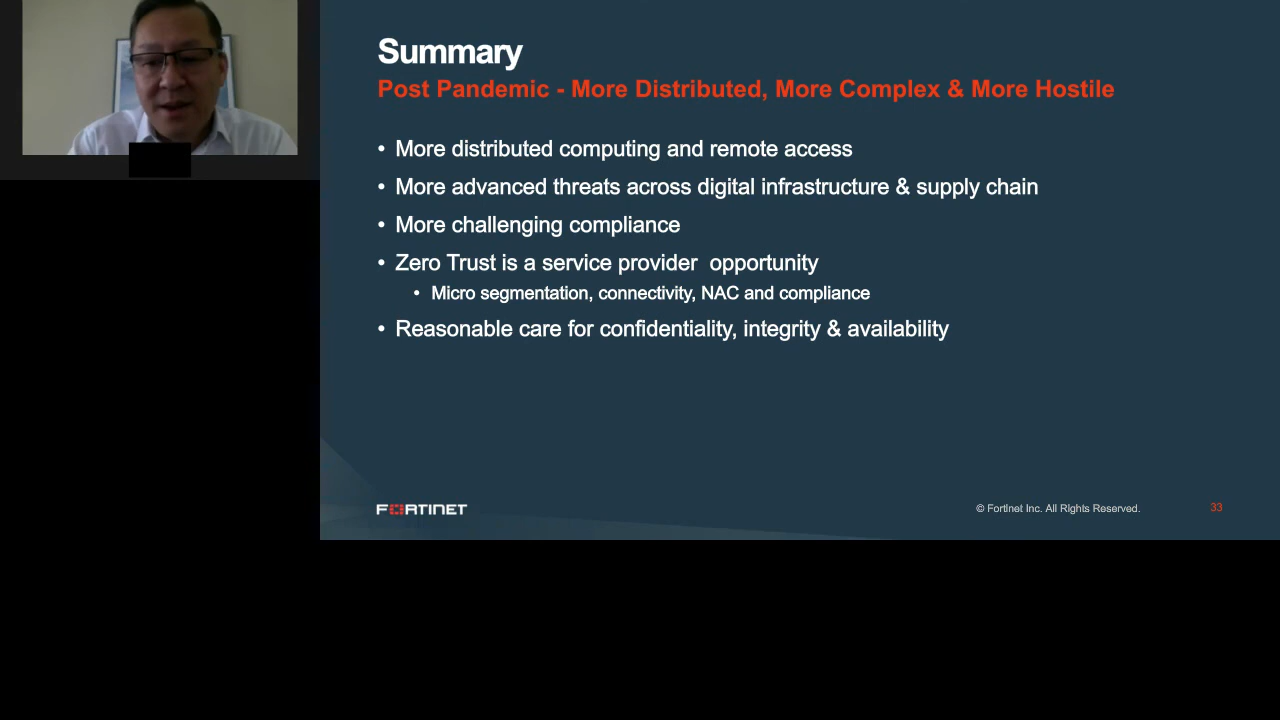 Summary
Post Pandemic - More Distributed, More Complex & More Hostile
• More distributed computing and remote access
• More advanced threats across digital infrastructure & supply chain
• More challenging compliance
• Zero Trust is a service provider  opportunity
• Micro segmentation, connectivity, NAC and compliance
• Reasonable care for confidentiality, integrity & availability
FORTINET
© Fortinet Inc. All Rights Reserved.
33